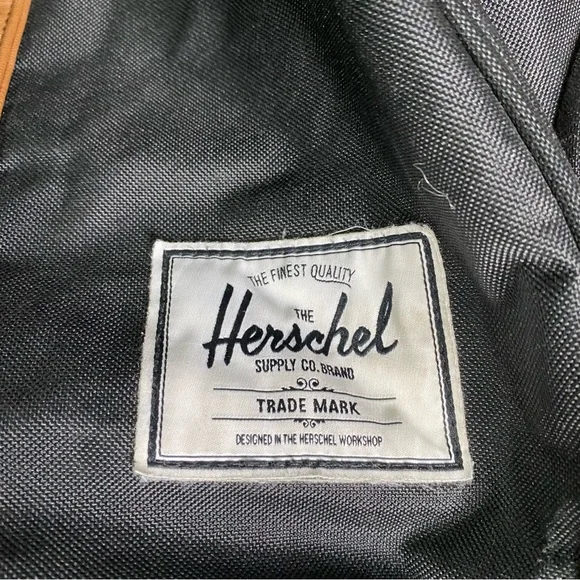 THE FINEST QUALITY
THE
Herschel
SUPPLY CO. BRAND
TRADE MARK
DESIGNED IN THE HERSCHEL WORKSHOP